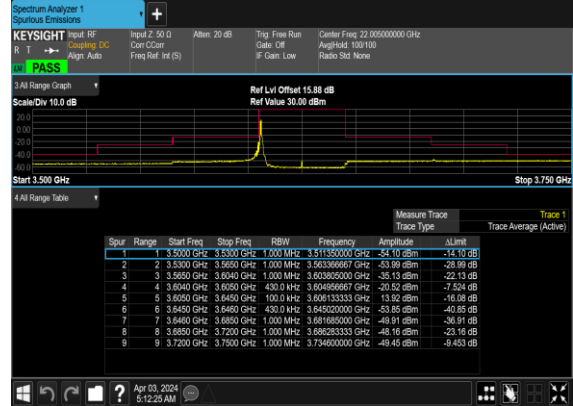 Spectrum Analyzer 1
Spurious Emissions
KEYSIGHT Input: RF Input Z: 50 Ω Atten: 20 dB Trig: Free Run Center Freq: 22.005000000 GHz
R T Coupling: DC Corr CCorr Gate: Off Avg|Hold: 100/100
Align: Auto Freq Ref: Int (S) IF Gain: Low Radio Std: None
PASS
3 All Range Graph
Ref Lvl Offset 15.88 dB
Scale/Div 10.0 dB Ref Value 30.00 dBm
20.0
0.00
-20.0
-40.0
-60.0
Start 3.500 GHz Stop 3.750 GHz
4 All Range Table
Measure Trace Trace 1
Trace Type Trace Average (Active)
Spur Range Start Freq Stop Freq RBW Frequency Amplitude ΔLimit
1 1 3.5000 GHz 3.5300 GHz 1.000 MHz 3.511350000 GHz -54.10 dBm -14.10 dB
2 2 3.5300 GHz 3.5650 GHz 1.000 MHz 3.563366667 GHz -53.99 dBm -28.99 dB
3 3 3.5650 GHz 3.6040 GHz 1.000 MHz 3.603805000 GHz -35.13 dBm -22.13 dB
4 4 3.6040 GHz 3.6050 GHz 430.0 kHz 3.604956667 GHz -20.52 dBm -7.524 dB
5 5 3.6050 GHz 3.6450 GHz 100.0 kHz 3.606133333 GHz 13.92 dBm -16.08 dB
6 6 3.6450 GHz 3.6460 GHz 430.0 kHz 3.645020000 GHz -53.85 dBm -40.85 dB
7 7 3.6460 GHz 3.6850 GHz 1.000 MHz 3.681685000 GHz -49.91 dBm -36.91 dB
8 8 3.6850 GHz 3.7200 GHz 1.000 MHz 3.686283333 GHz -48.16 dBm -23.16 dB
9 9 3.7200 GHz 3.7500 GHz 1.000 MHz 3.734600000 GHz -49.45 dBm -9.453 dB
Apr 03, 2024
5:12:25 AM